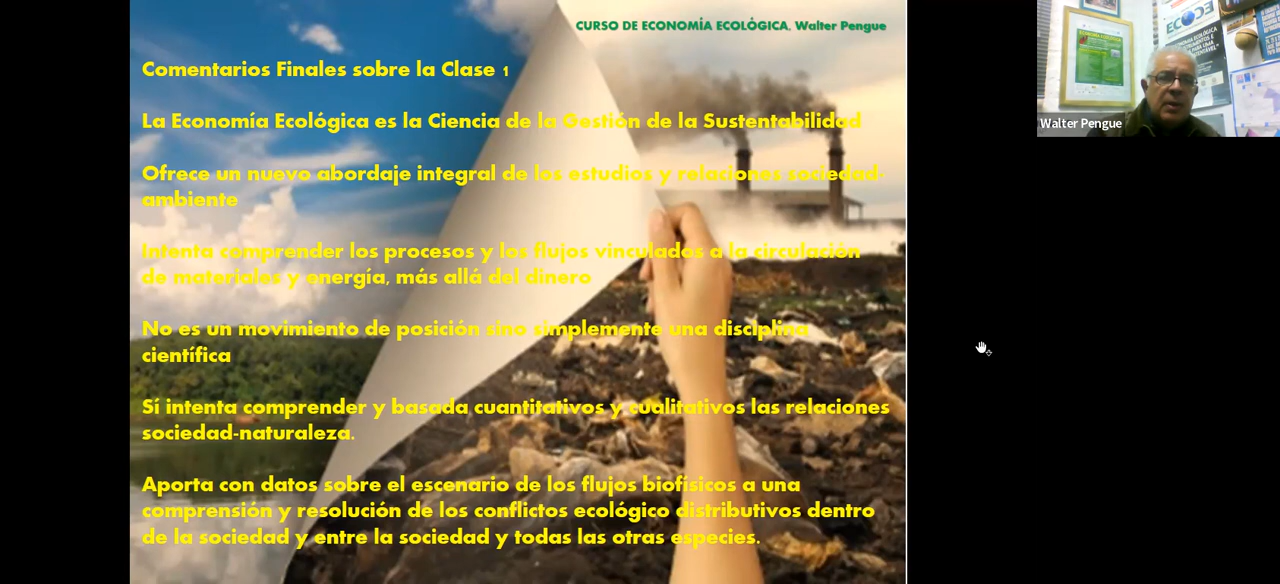 CURSO DE ECONOMÍA ECOLÓGICA. Walter Pengue
Comentarios Finales sobre la Clase 1
La Economía Ecológica es la Ciencia de la Gestión de la Sustentabilidad
Ofrece un nuevo abordaje integral de los estudios y relaciones sociedad-
ambiente
Intenta comprender los procesos y los flujos vinculados a la circulación
de materiales y energía, más allá del dinero
No es un movimiento de posición sino simplemente una disciplina
científica
Sí intenta comprender y basada cuantitativos y cualitativos las relaciones
sociedad-naturaleza.
Aporta con datos sobre el escenario de los flujos biofísicos a una
comprensión y resolución de los conflictos ecológico distributivos dentro
de la sociedad y entre la sociedad y todas las otras especies.
Walter Pengue